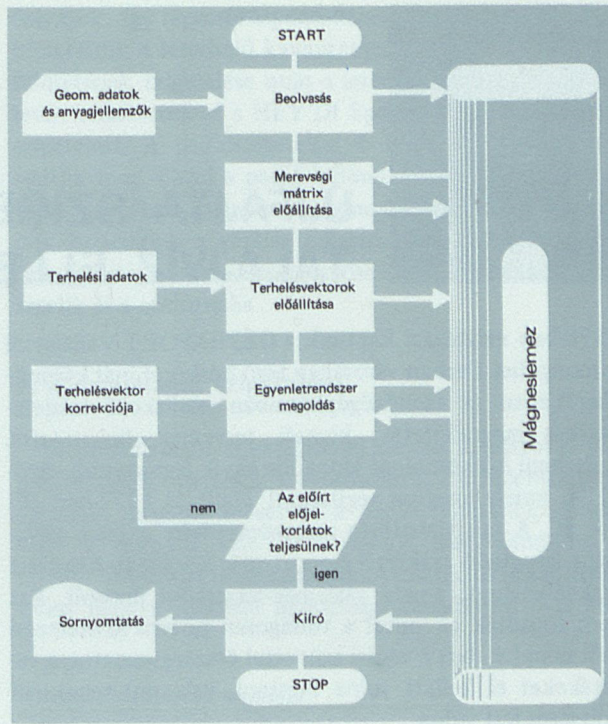 START
Geom. adatok
és anyagjellemzők
Beolvasás
Merevségi
mátrix
előállítása
Terhelési adatok
Terhelésvektorok
előállítása
Terhelésvektor
korrekciója
Egyenletrendszer
megoldás
Az előírt
előjel-
korlátok
teljesülnek?
nem
igen
Sornyomtatás
Kiíró
STOP
Mágneslemez